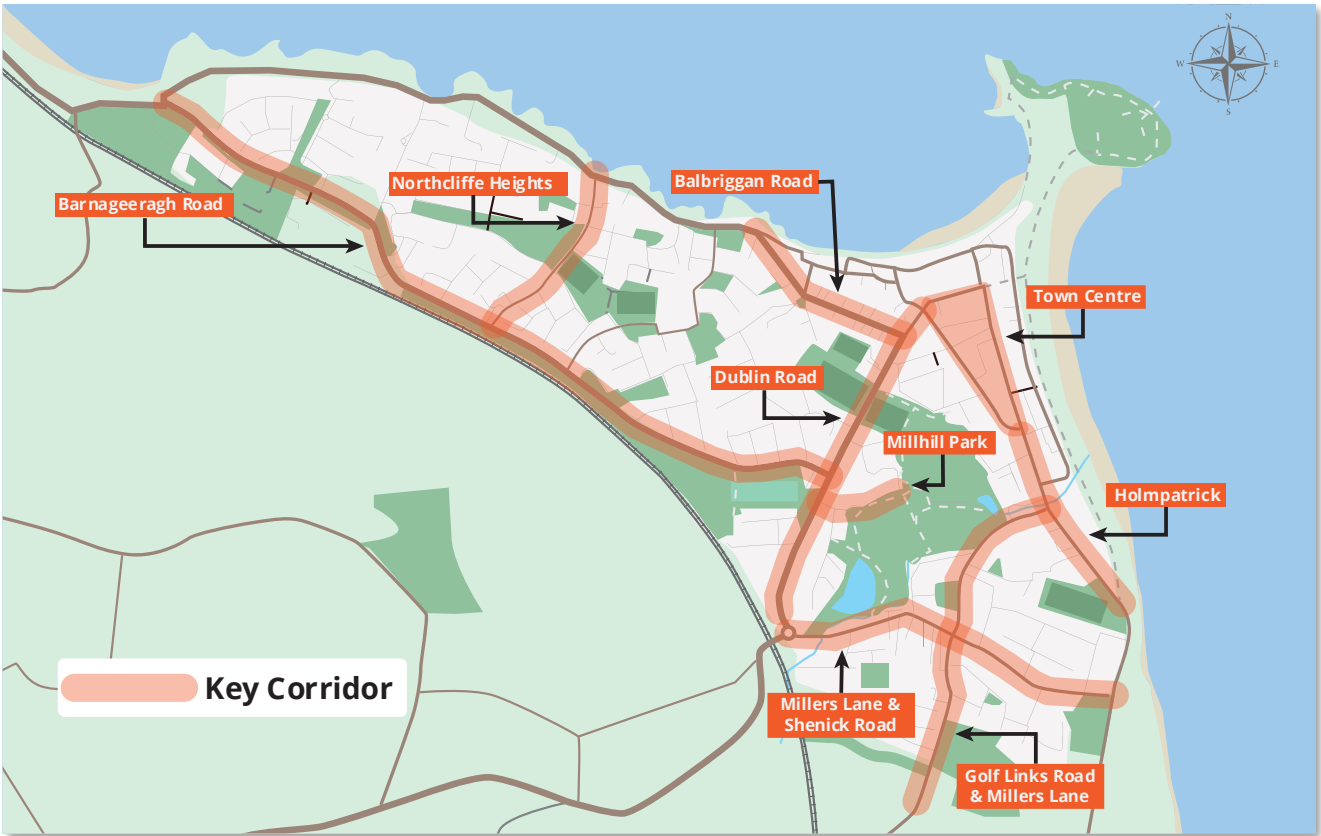 N
W
E
S
Northcliffe Heights
Balbriggan Road
Barnageeragh Road
Town Centre
Dublin Road
Millhill Park
Holmpatrick
Key Corridor
Millers Lane &
Shenick Road
Golf Links Road
& Millers Lane